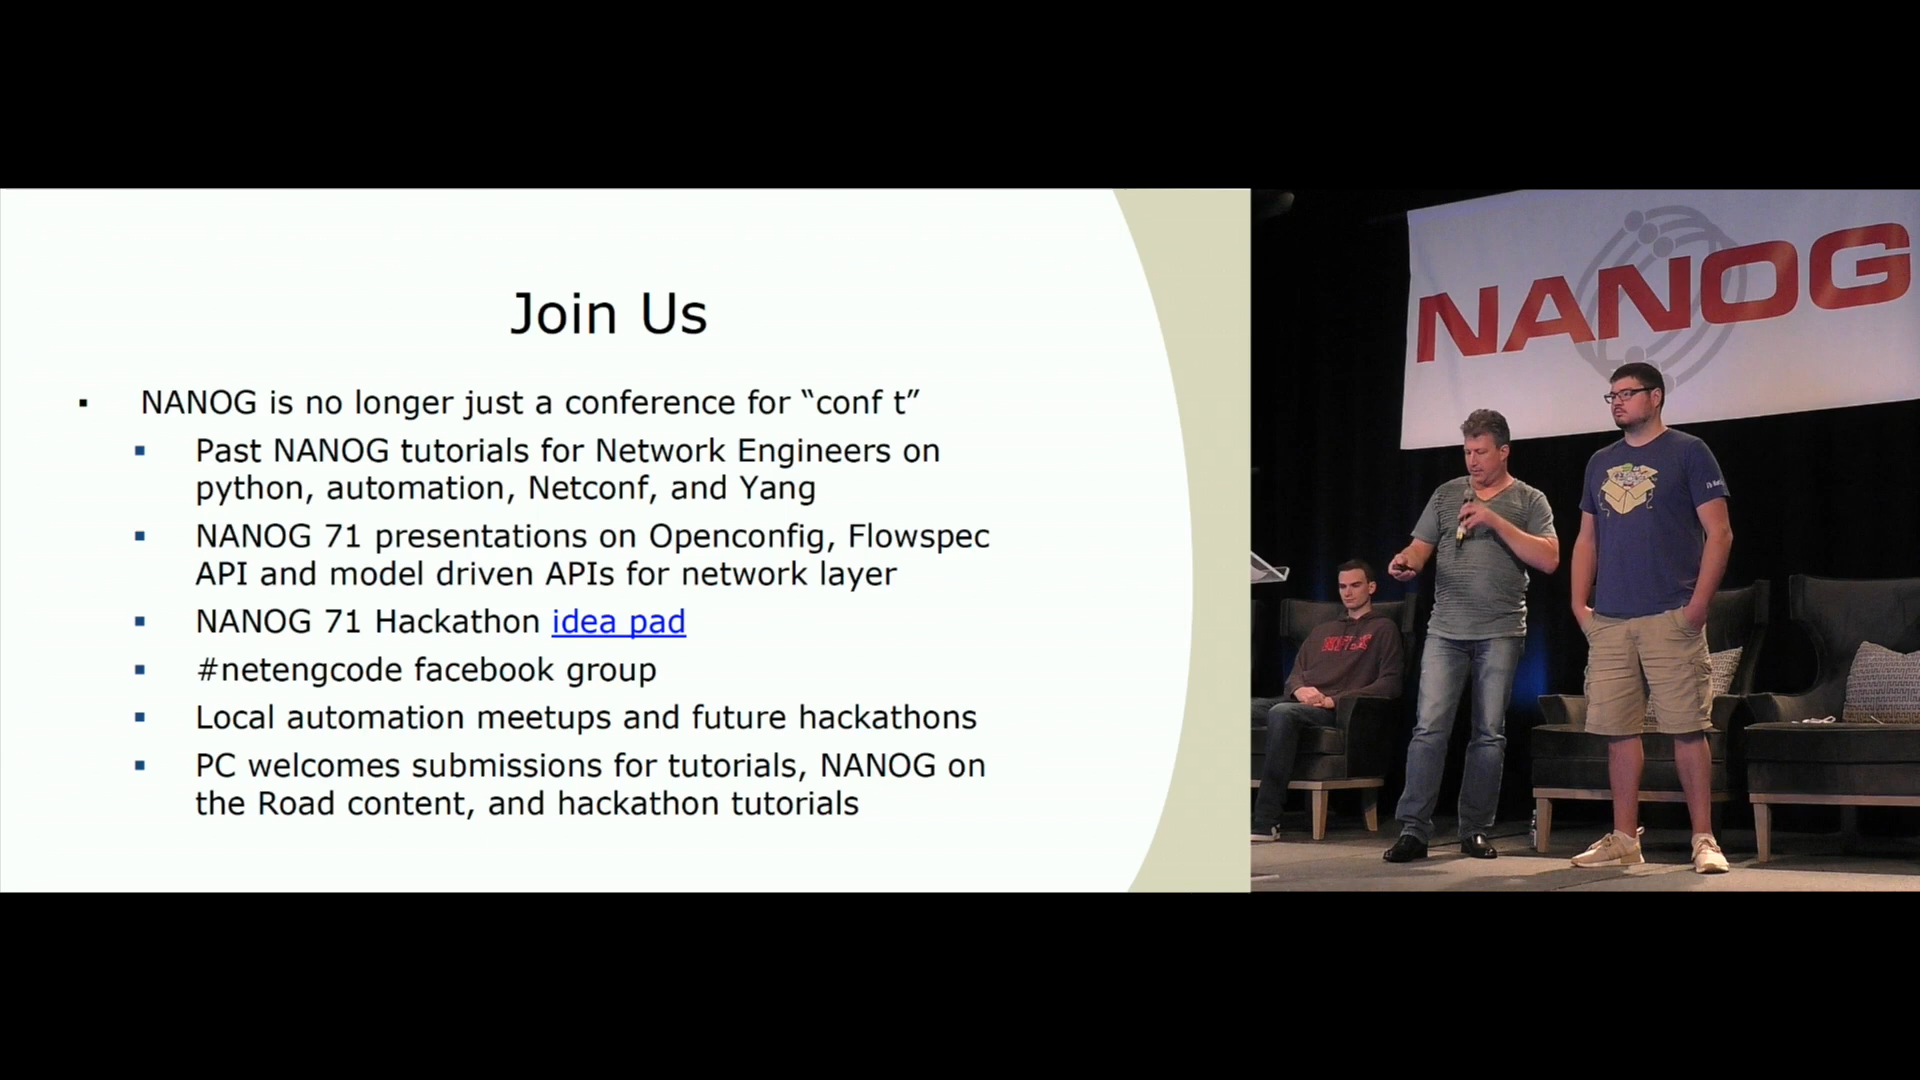 Join Us
▪ NANOG is no longer just a conference for “conf t”
▪ Past NANOG tutorials for Network Engineers on
python, automation, Netconf, and Yang
▪ NANOG 71 presentations on Openconfig, Flowspec
API and model driven APIs for network layer
▪ NANOG 71 Hackathon idea pad
▪ #netengcode facebook group
▪ Local automation meetups and future hackathons
▪ PC welcomes submissions for tutorials, NANOG on
the Road content, and hackathon tutorials
NANOG